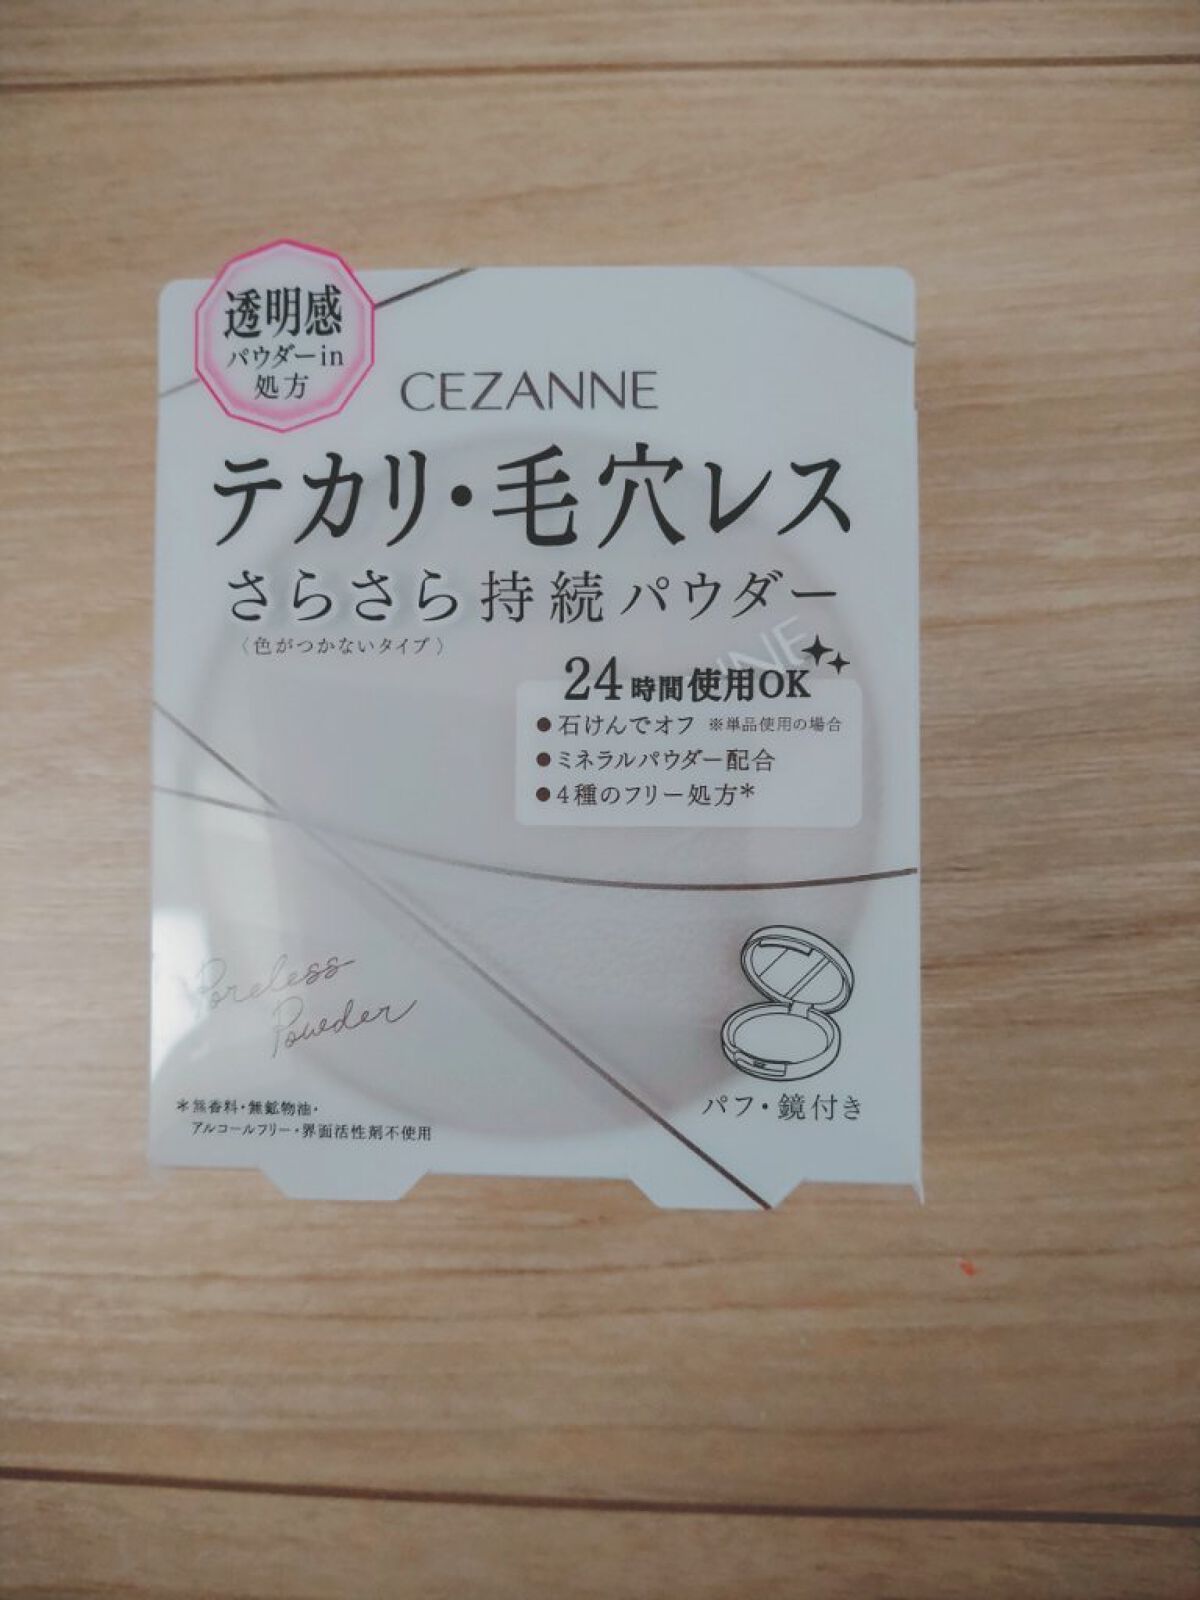 透明感
パウダーin
処方
CEZANNE
テカリ・毛穴レス
さらさら持続パウダー
〈色がつかないタイプ〉
24時間使用OK
●石けんでオフ ※単品使用の場合
●ミネラルパウダー配合
●4種のフリー処方*
Poreless
Powder
パフ・鏡付き
*無香料・無鉱物油・
アルコールフリー・界面活性剤不使用